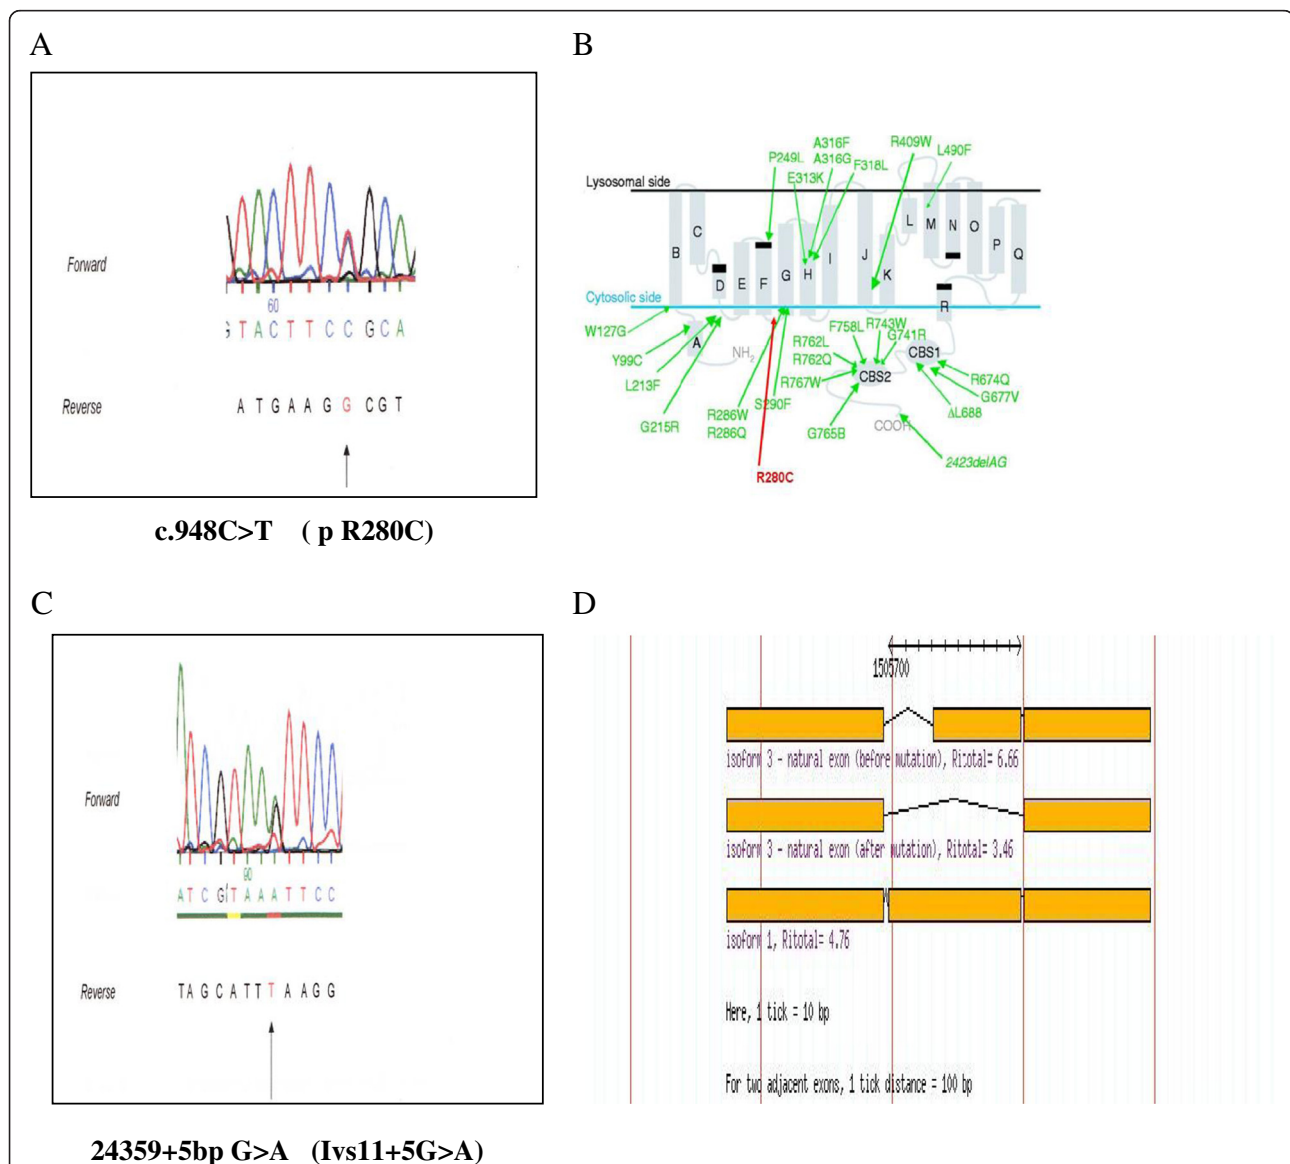 A
Forward
60
G T A C T T C C G C A
Reverse
A T G A A G G C G T
c.948C>T ( p R280C)
B
A316F
R409W
P249L
A316G
L490F
E313K
F318L
Lysosomal side
B C D E F G H I J K L M N O P Q
R
Cytosolic side
W127G
A
NH2
Y99C
L213F
G215R
R286W
R286Q
S290F
R280C
F758L
R743W
R762L
G741R
R762Q
CBS1
R767W
CBS2
R674Q
G677V
ΔL688
G765B
COOH
2423delAG
C
Forward
90
A T C G T A A A T T C C
Reverse
T A G C A T T T A A G G
24359+5bp G>A (Ivs11+5G>A)
D
1505700
isoform 3 - natural exon (before mutation), Ritotal= 6.66
isoform 3 - natural exon (after mutation), Ritotal= 3.46
isoform 1, Ritotal= 4.76
Here, 1 tick = 10 bp
For two adjacent exons, 1 tick distance = 100 bp